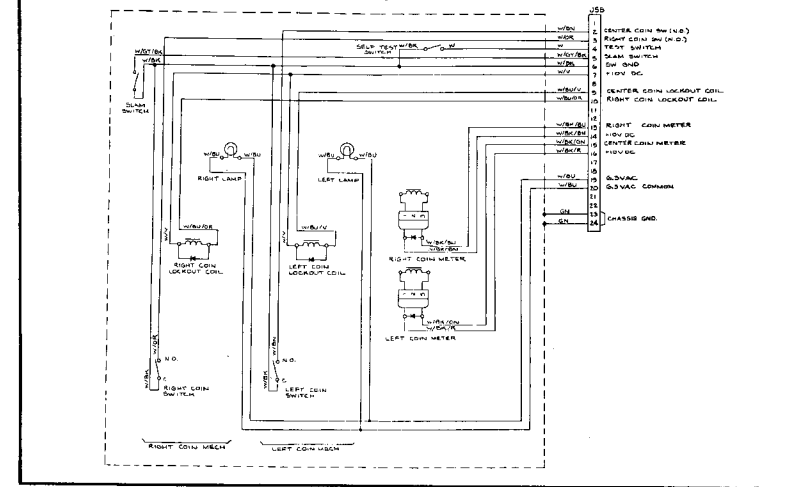 J5B
1
W/BN 2 CENTER COIN SW (N.O.)
W/OR 3 RIGHT COIN SW (N.O.)
SELF TEST SWITCH W/BK W W 4 TEST SWITCH
W/GT/BK W/GT/BK 5 SLAM SWITCH
W/BK W/BK 6 SW GND
W/V 7 +10V DC
8
SLAM SWITCH
W/BU/V 9 CENTER COIN LOCKOUT COIL
W/BU/OR 10 RIGHT COIN LOCKOUT COIL
11
12
W/BK/BU 13 RIGHT COIN METER
W/BK/BN 14 +10V DC
W/BK/GN 15 CENTER COIN METER
W/BK/R 16 +10V DC
17
18
W/BU W/BU W/BU W/BU
RIGHT LAMP LEFT LAMP
W/BU 19 6.3VAC
W/BU 20 6.3VAC COMMON
21
22
GN 23
GN 24
CHASSIS GND.
W/V W/BU/OR W/V W/BU/V
RIGHT COIN LOCKOUT COIL
LEFT COIN LOCKOUT COIL
W/BK/BU
W/BK/BN
RIGHT COIN METER
W/BK/GN
W/BK/R
LEFT COIN METER
W/BK W/OR N.O. C
RIGHT COIN SWITCH
W/BK W/BN N.O. C
LEFT COIN SWITCH
RIGHT COIN MECH
LEFT COIN MECH